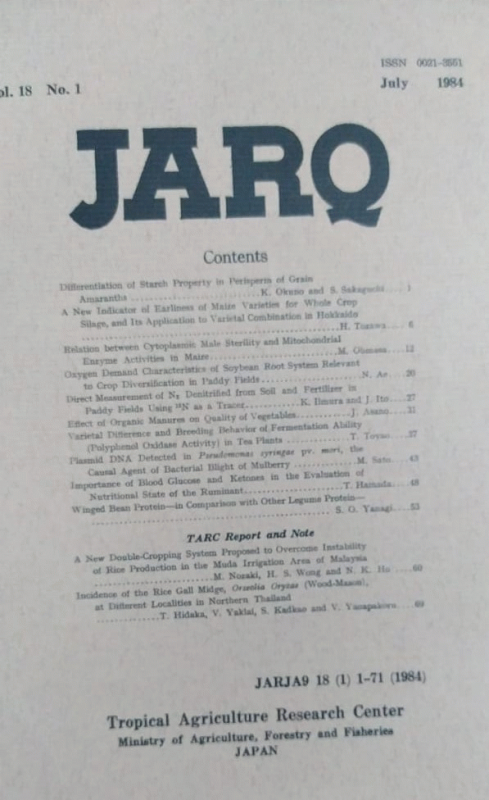 ol. 18 No. 1
ISSN 0021-3551
July 1984
JARQ
Contents
Differentiation of Starch Property in Perisperm of Grain
Amaranths ............................K. Okuno and S. Sakaguchi.... 1
A New Indicator of Earliness of Maize Varieties for Whole Crop
Silage, and Its Application to Varietal Combination in Hokkaido
............................................................H. Tozawa.... 6
Relation between Cytoplasmic Male Sterility and Mitochondrial
Enzyme Activities in Maize............................M. Ohmasa....12
Oxygen Demand Characteristics of Soybean Root System Relevant
to Crop Diversification in Paddy Fields......................N. Ae....20
Direct Measurement of N₂ Denitrified from Soil and Fertilizer in
Paddy Fields Using ¹⁵N as a Tracer............K. Iimura and J. Ito....27
Effect of Organic Manures on Quality of Vegetables............J. Asano....31
Varietal Difference and Breeding Behavior of Fermentation Ability
(Polyphenol Oxidase Activity) in Tea Plants ..............T. Toyao....37
Plasmid DNA Detected in Pseudomonas syringae pv. mori, the
Causal Agent of Bacterial Blight of Mulberry ..............M. Sato....43
Importance of Blood Glucose and Ketones in the Evaluation of
Nutritional State of the Ruminant......................T. Hamada....48
Winged Bean Protein—in Comparison with Other Legume Protein—
............................................................ S. O. Yanagi....53
TARC Report and Note
A New Double-Cropping System Proposed to Overcome Instability
of Rice Production in the Muda Irrigation Area of Malaysia
............................M. Nozaki, H. S. Wong and N. K. Ho ....60
Incidence of the Rice Gall Midge, Orseolia Oryzae (Wood-Mason),
at Different Localities in Northern Thailand
..............T. Hidaka, V. Yaklai, S. Kadkao and V.
JARJA9 18 (1) 1-71 (1984)
Tropical Agriculture Research Center
Ministry of Agriculture, Forestry and Fisheries
JAPAN